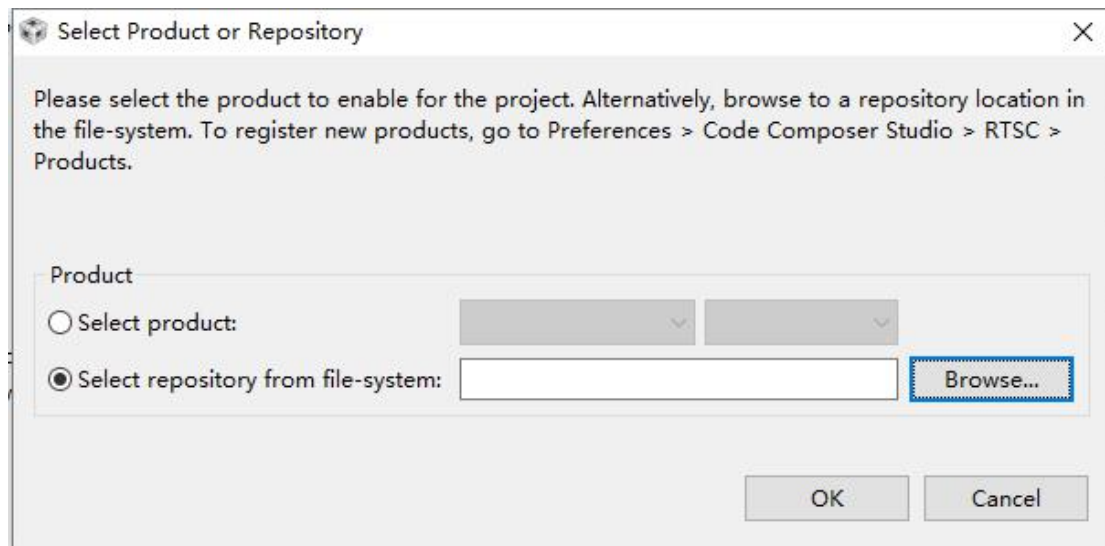 Select Product or Repository
Please select the product to enable for the project. Alternatively, browse to a repository location in
the file-system. To register new products, go to Preferences > Code Composer Studio > RTSC >
Products.
Product
Select product:
Select repository from file-system:
Browse...
OK
Cancel